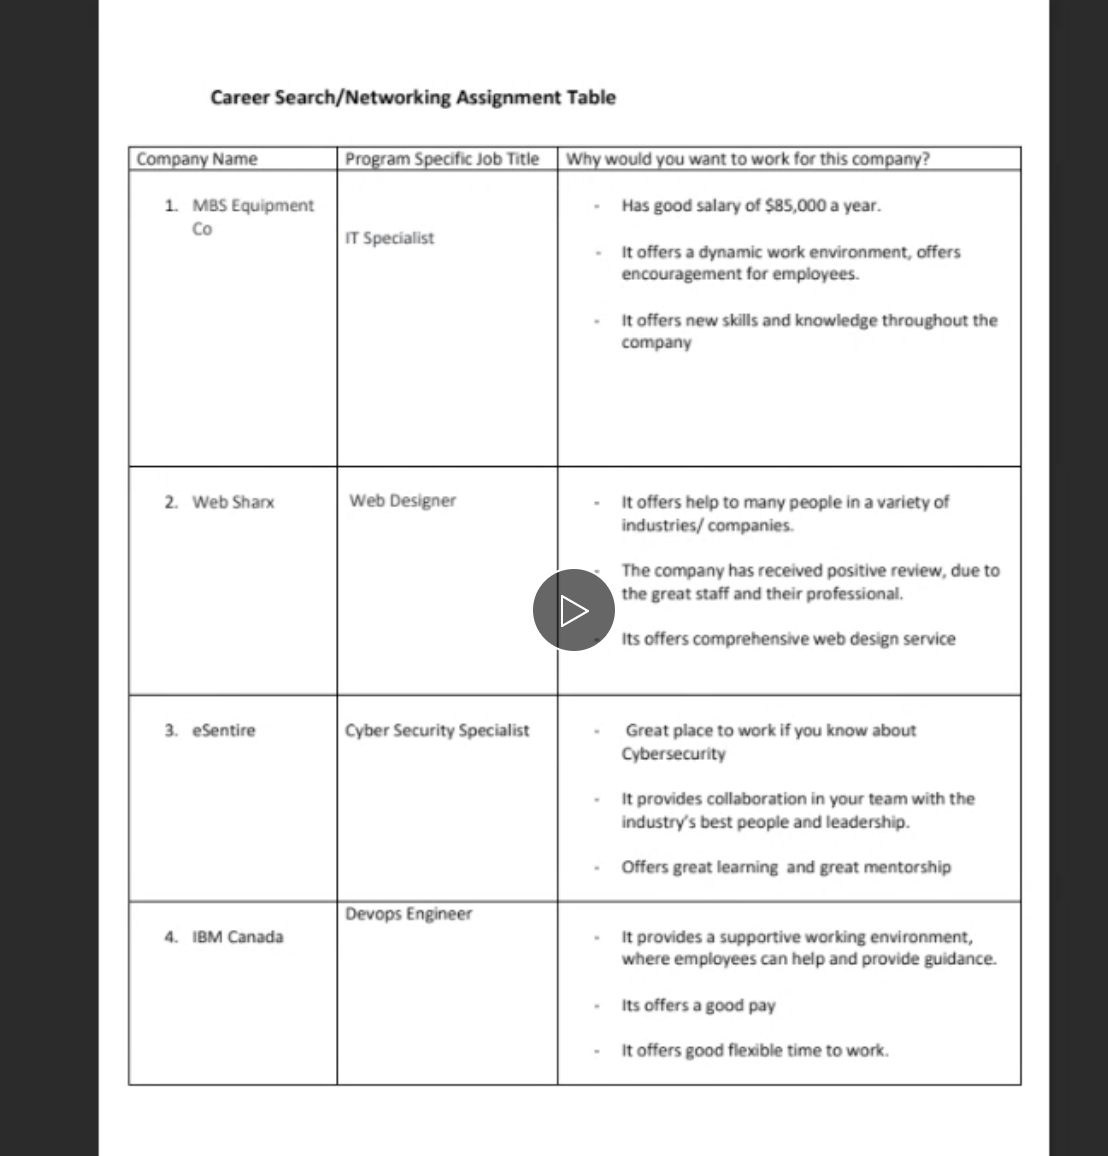 Career Search/Networking Assignment Table
Company Name
Program Specific Job Title
Why would you want to work for this company?
1. MBS Equipment
Co
IT Specialist
- Has good salary of $85,000 a year.
- It offers a dynamic work environment, offers
encouragement for employees.
- It offers new skills and knowledge throughout the
company
2. Web Sharx
Web Designer
- It offers help to many people in a variety of
industries/ companies.
- The company has received positive review, due to
the great staff and their professional.
- Its offers comprehensive web design service
3. eSentire
Cyber Security Specialist
- Great place to work if you know about
Cybersecurity
- It provides collaboration in your team with the
industry's best people and leadership.
- Offers great learning and great mentorship
4. IBM Canada
Devops Engineer
- It provides a supportive working environment,
where employees can help and provide guidance.
- Its offers a good pay
- It offers good flexible time to work.